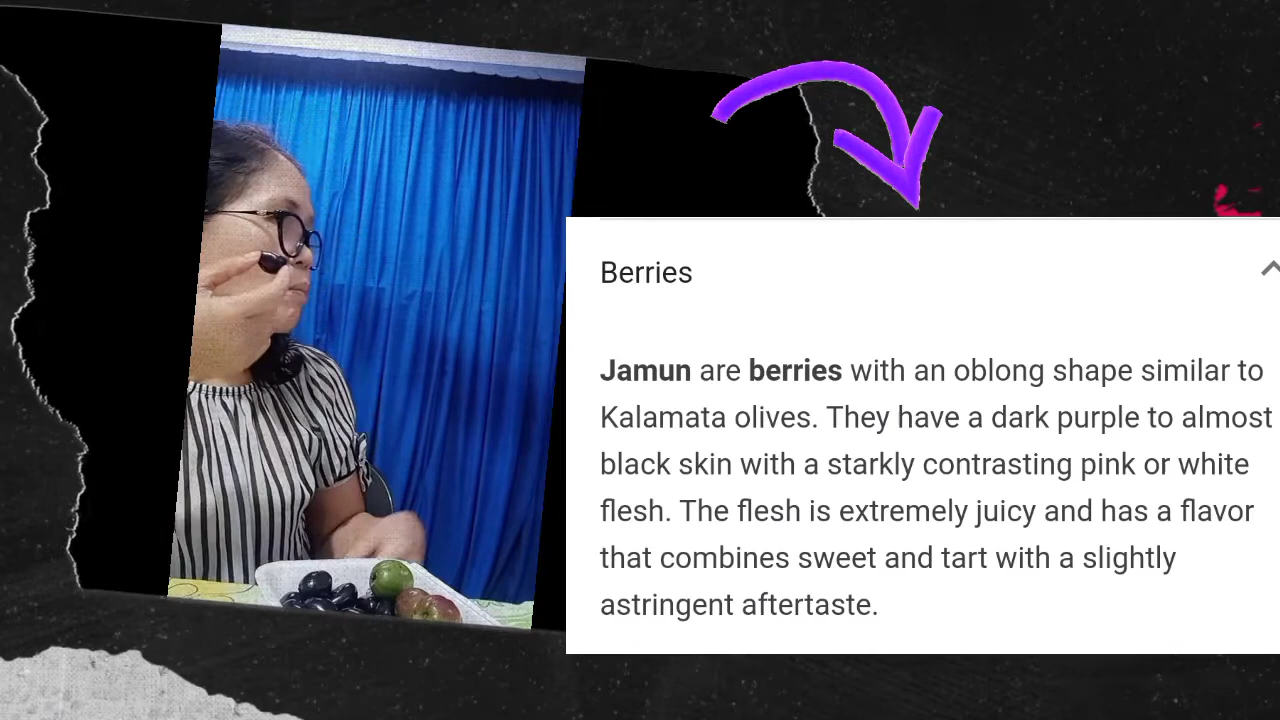 Berries
Jamun are berries with an oblong shape similar to
Kalamata olives. They have a dark purple to almost
black skin with a starkly contrasting pink or white
flesh. The flesh is extremely juicy and has a flavor
that combines sweet and tart with a slightly
astringent aftertaste.